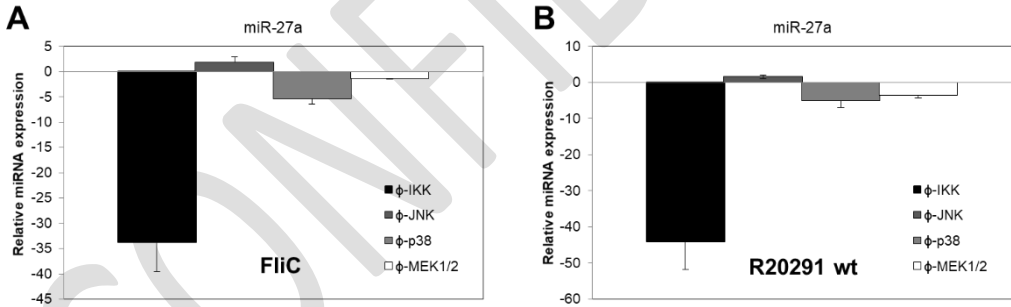 A
miR-27a
Relative miRNA expression
5
0
-5
-10
-15
-20
-25
-30
-35
-40
-45
ϕ-IKK
ϕ-JNK
ϕ-p38
ϕ-MEK1/2
FliC
B
miR-27a
Relative miRNA expression
10
0
-10
-20
-30
-40
-50
-60
ϕ-IKK
ϕ-JNK
ϕ-p38
ϕ-MEK1/2
R20291 wt